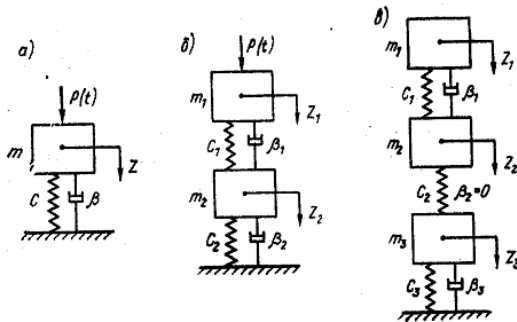 а)
P(t)
m
Z
C
β
б)
P(t)
m₁
Z₁
C₁
β₁
m₂
Z₂
C₂
β₂
в)
m₁
Z₁
C₁
β₁
m₂
Z₂
C₂
β₂=0
m₃
Z₃
C₃
β₃